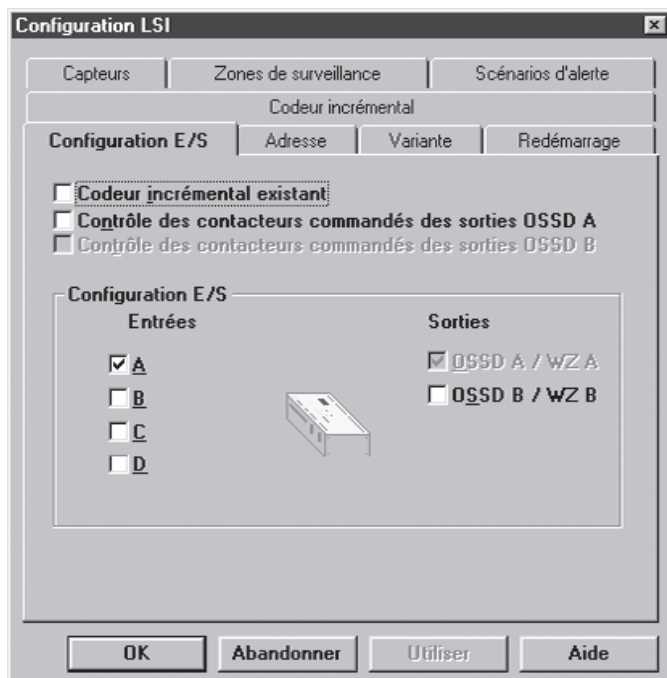 Configuration LSI
Capteurs Zones de surveillance Scénarios d'alerte
Codeur incrémental
Configuration E/S Adresse Variante Redémarrage
Codeur incrémental existant
Contrôle des contacteurs commandés des sorties OSSD A
Contrôle des contacteurs commandés des sorties OSSD B
Configuration E/S
Entrées Sorties
A OSSD A / WZ A
B OSSD B / WZ B
C
D
OK Abandonner Utiliser Aide